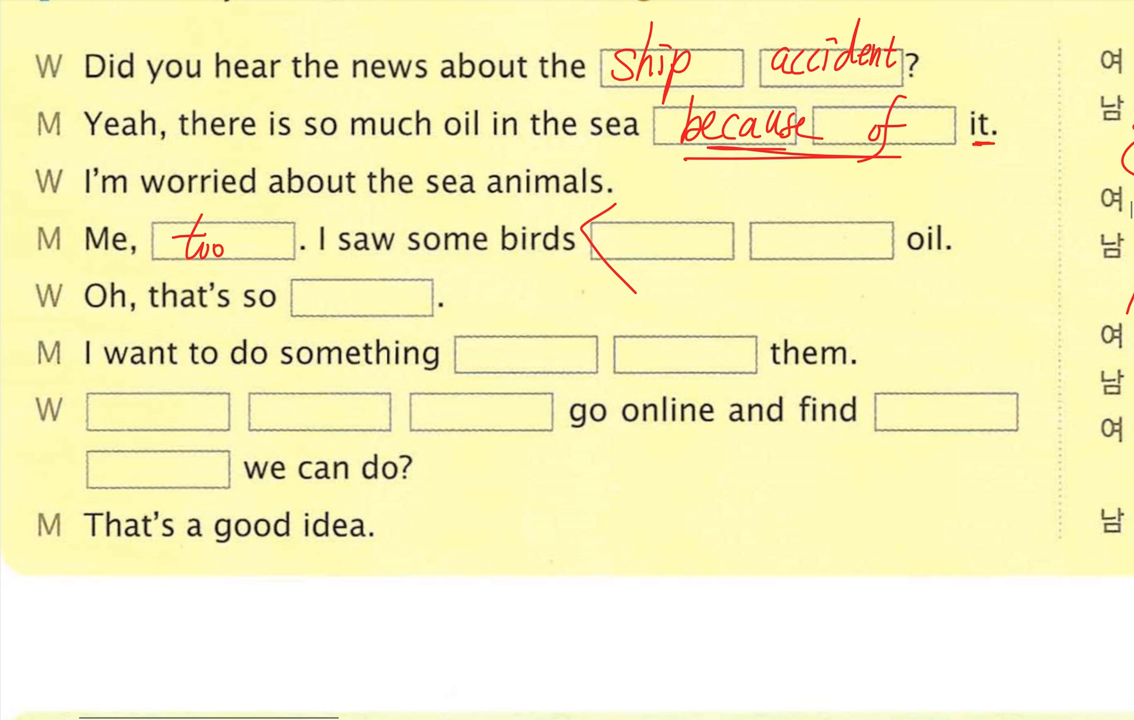 W Did you hear the news about the ship accident?
여
M Yeah, there is so much oil in the sea because of it.
남
W I'm worried about the sea animals.
여
M Me, too. I saw some birds oil.
남
W Oh, that's so .
여
M I want to do something them.
남
W go online and find
여
we can do?
M That's a good idea.
남